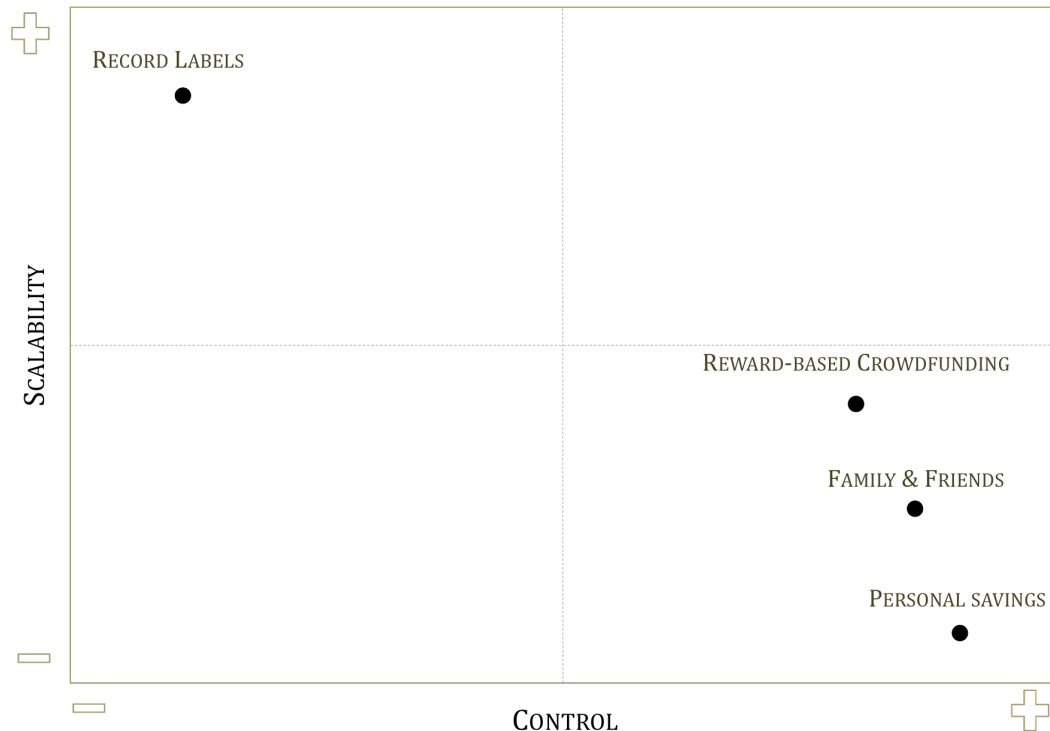 RECORD LABELS
SCALABILITY
REWARD-BASED CROWDFUNDING
FAMILY & FRIENDS
PERSONAL SAVINGS
CONTROL